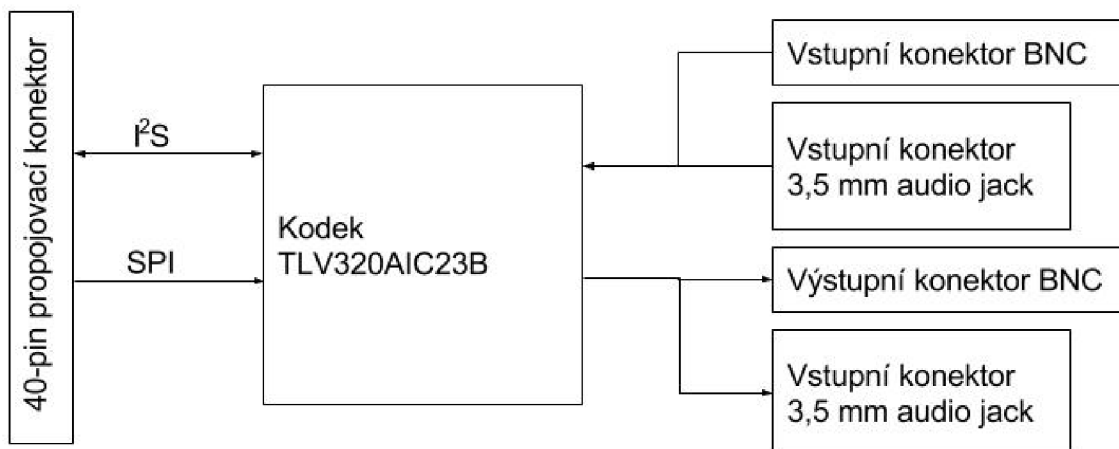 40-pin propojovací konektor
I²S
SPI
Kodek
TLV320AIC23B
Vstupní konektor BNC
Vstupní konektor
3,5 mm audio jack
Výstupní konektor BNC
Vstupní konektor
3,5 mm audio jack